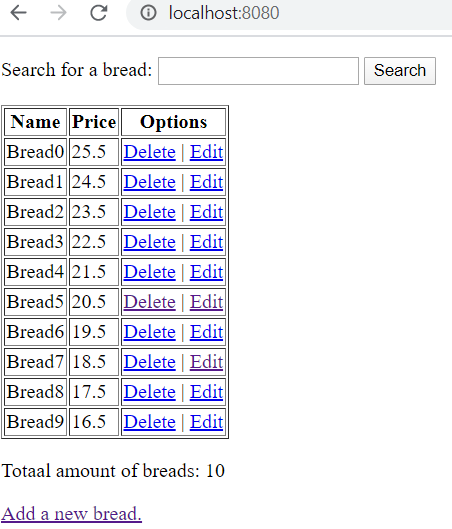 localhost:8080
Search for a bread: Search
Name Price Options
Bread0 25.5 Delete | Edit
Bread1 24.5 Delete | Edit
Bread2 23.5 Delete | Edit
Bread3 22.5 Delete | Edit
Bread4 21.5 Delete | Edit
Bread5 20.5 Delete | Edit
Bread6 19.5 Delete | Edit
Bread7 18.5 Delete | Edit
Bread8 17.5 Delete | Edit
Bread9 16.5 Delete | Edit
Totaal amount of breads: 10
Add a new bread.